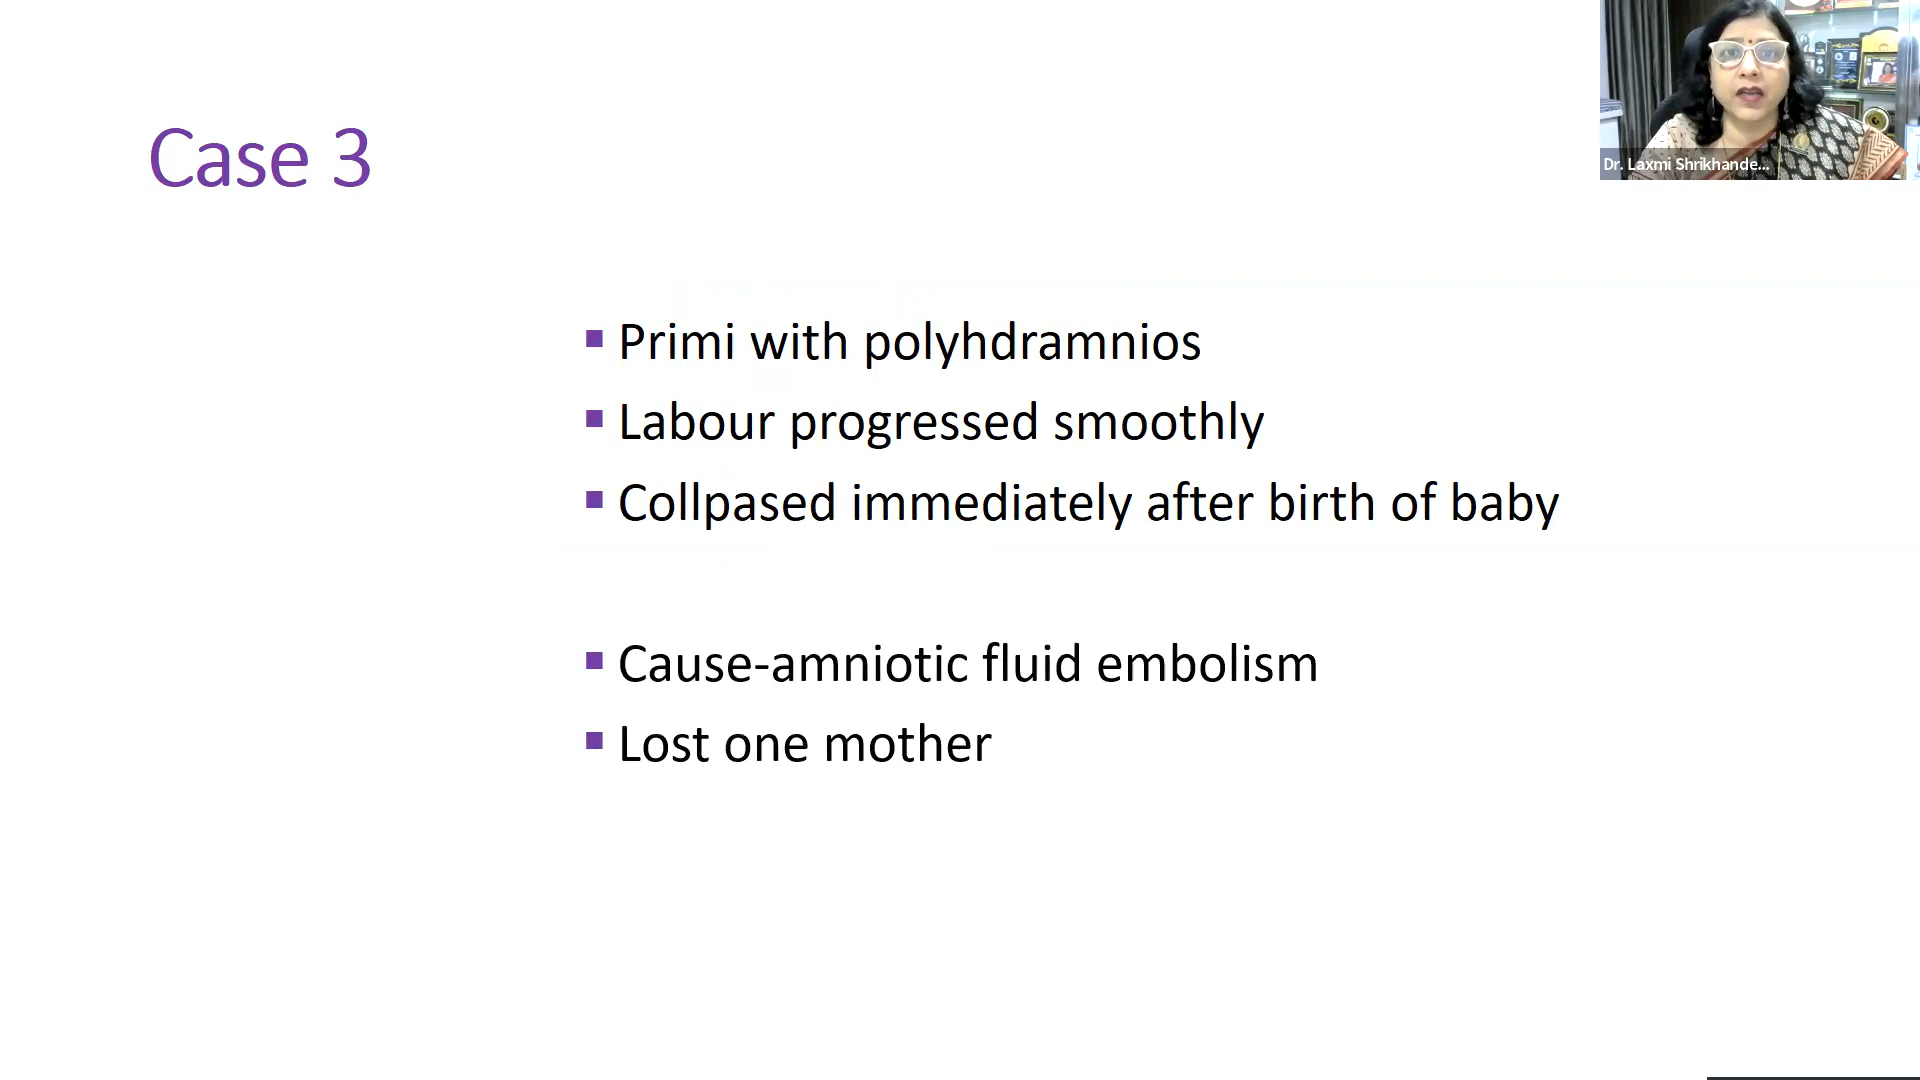 Case 3
Dr. Laxmi Shrikhande...
▪ Primi with polyhdramnios
▪ Labour progressed smoothly
▪ Collpased immediately after birth of baby
▪ Cause-amniotic fluid embolism
▪ Lost one mother